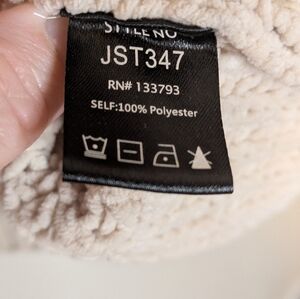 STYLE NO
JST347
RN# 133793
SELF:100% Polyester